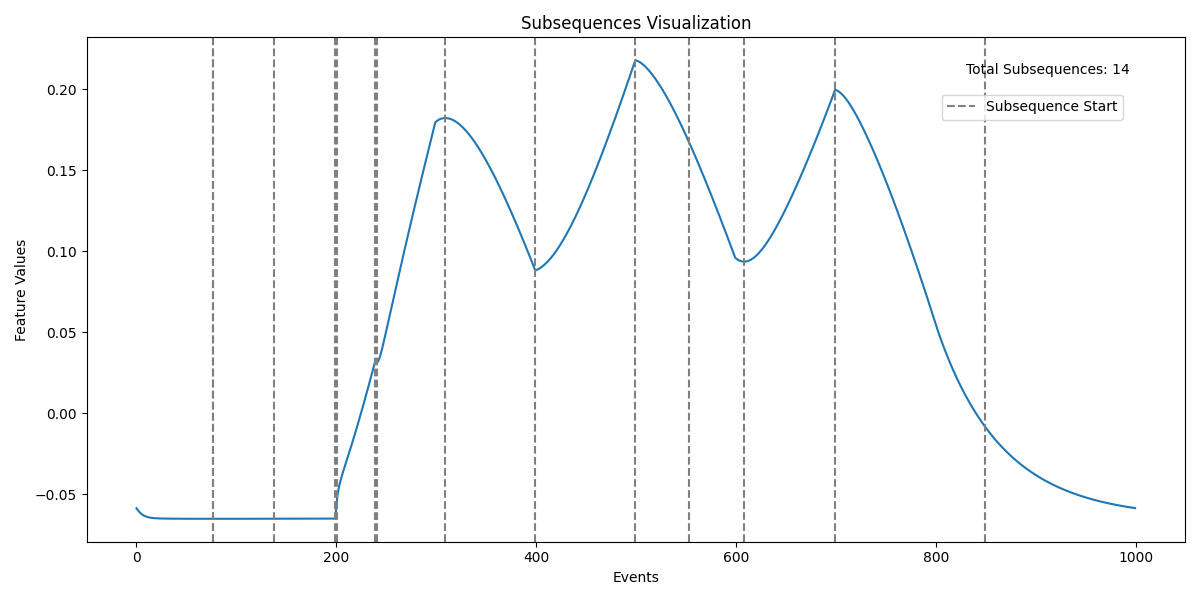 Subsequences Visualization
Total Subsequences: 14
Subsequence Start
Feature Values
0.20
0.15
0.10
0.05
0.00
−0.05
0
200
400
600
800
1000
Events